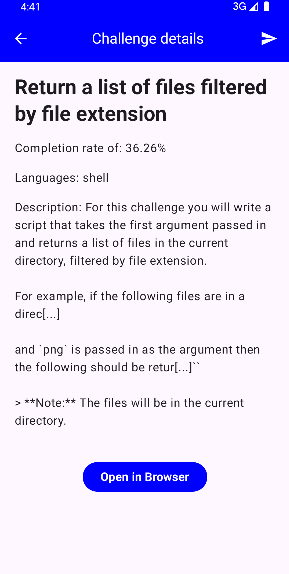 4:41
3G
Challenge details
Return a list of files filtered
by file extension
Completion rate of: 36.26%
Languages: shell
Description: For this challenge you will write a
script that takes the first argument passed in
and returns a list of files in the current
directory, filtered by file extension.
For example, if the following files are in a
direc[...]
and `png` is passed in as the argument then
the following should be retur[...]``
> **Note:** The files will be in the current
directory.
Open in Browser